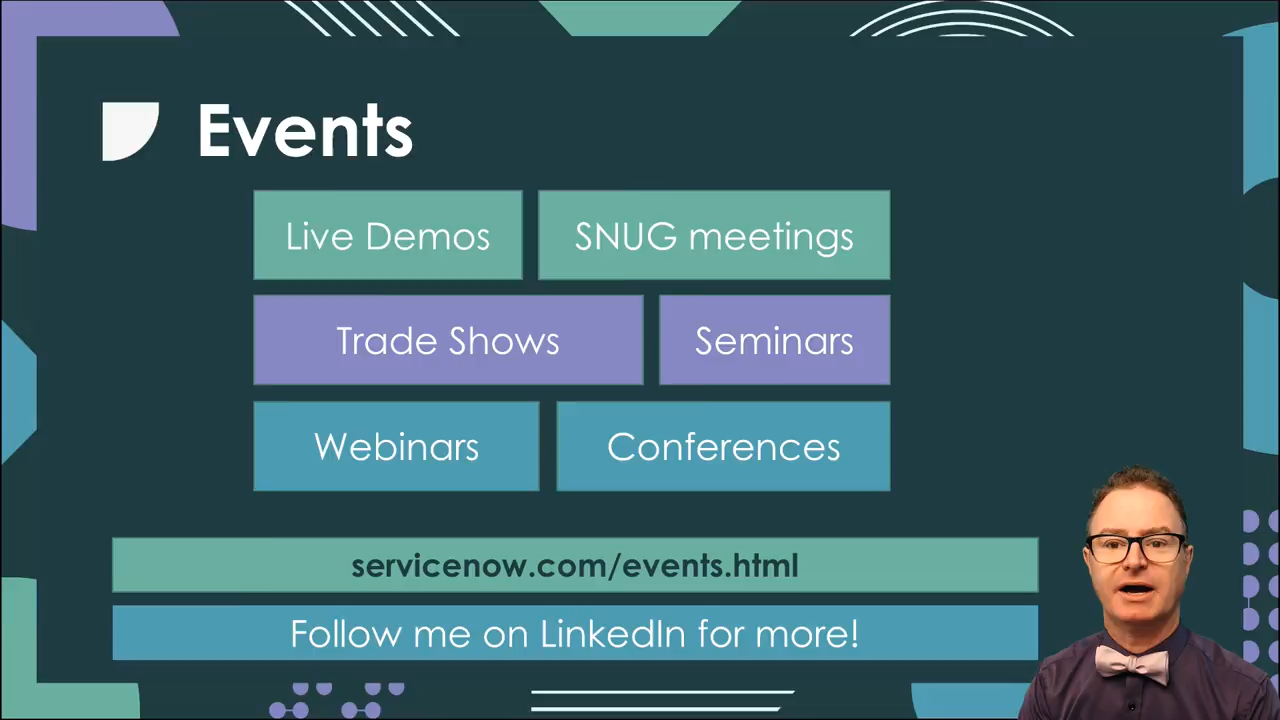 Events
Live Demos
SNUG meetings
Trade Shows
Seminars
Webinars
Conferences
servicenow.com/events.html
Follow me on LinkedIn for more!